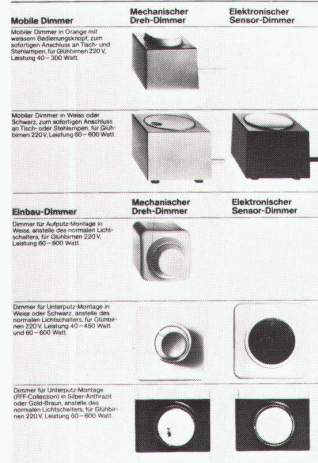 Mobile Dimmer
Mechanischer
Dreh-Dimmer
Elektronischer
Sensor-Dimmer
Mobiler Dimmer in Orange mit
weissem Bedienungsknopf, zum
sofortigen Anschluss an Tisch- und
Stehlampen, für Glühbirnen 220 V,
Leistung 40–300 Watt.
Mobiler Dimmer in Weiss oder
Schwarz, zum sofortigen Anschluss
an Tisch- oder Stehlampen, für Glüh-
birnen 220 V, Leistung 60–600 Watt.
Einbau-Dimmer
Mechanischer
Dreh-Dimmer
Elektronischer
Sensor-Dimmer
Dimmer für Aufputz-Montage in
Weiss, anstelle des normalen Licht-
schalters, für Glühbirnen 220 V,
Leistung 60–600 Watt.
Dimmer für Unterputz-Montage in
Weiss oder Schwarz, anstelle des
normalen Lichtschalters, für Glühbir-
nen 220 V, Leistung 40–450 Watt
und 60–600 Watt.
Dimmer für Unterputz-Montage
(FFF-Collection) in Silber-Anthrazit
oder Gold-Braun, anstelle des
normalen Lichtschalters, für Glühbir-
nen 220 V, Leistung 60–600 Watt.